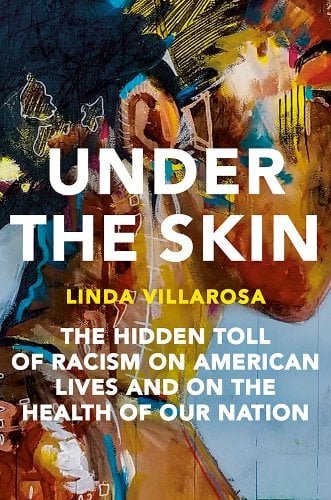 UNDER
THE SKIN
LINDA VILLAROSA
THE HIDDEN TOLL
OF RACISM ON AMERICAN
LIVES AND ON THE
HEALTH OF OUR NATION